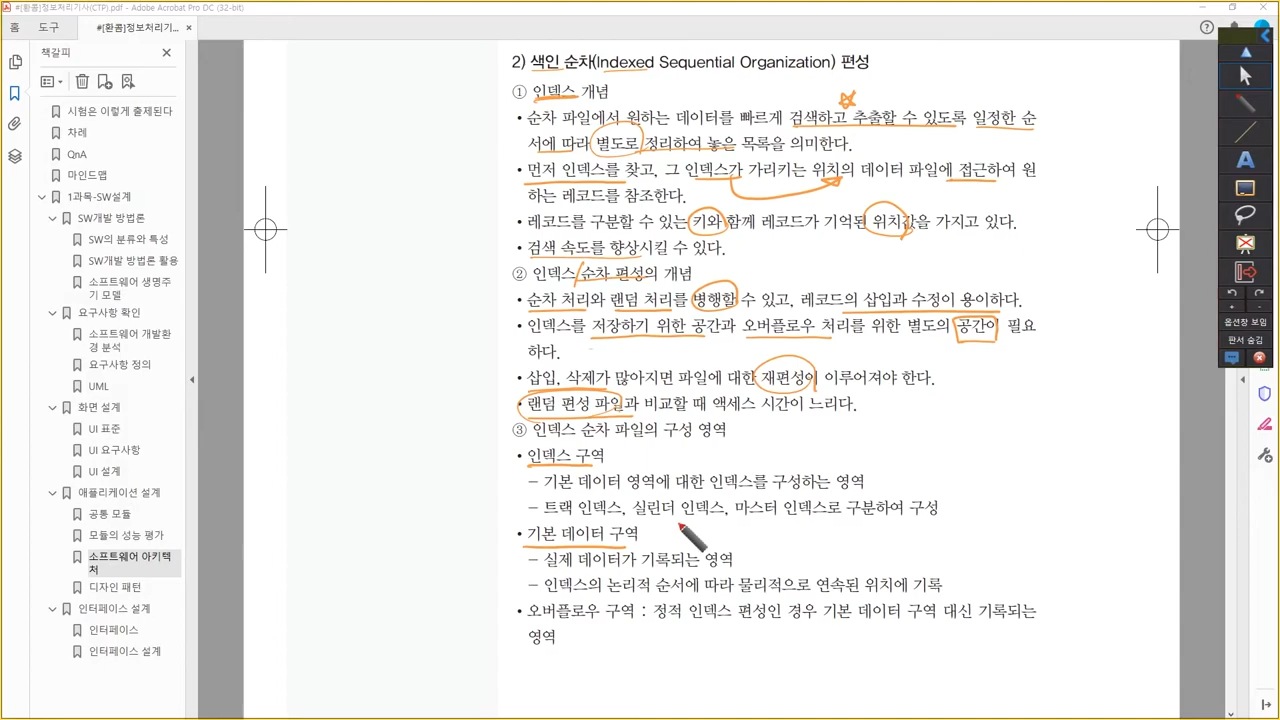 #[환콤]정보처리기사(CTP).pdf - Adobe Acrobat Pro DC (32-bit)
홈
도구
#[환콤]정보처리기...
책갈피
시험은 이렇게 출제된다
차례
QnA
마인드맵
1과목-SW설계
SW개발 방법론
SW의 분류와 특성
SW개발 방법론 활용
소프트웨어 생명주
기 모델
요구사항 확인
소프트웨어 개발환
경 분석
요구사항 정의
UML
화면 설계
UI 표준
UI 요구사항
UI 설계
애플리케이션 설계
공통 모듈
모듈의 성능 평가
소프트웨어 아키텍
처
디자인 패턴
인터페이스 설계
인터페이스
인터페이스 설계
2) 색인 순차(Indexed Sequential Organization) 편성
① 인덱스 개념
• 순차 파일에서 원하는 데이터를 빠르게 검색하고 추출할 수 있도록 일정한 순
서에 따라 별도로 정리하여 놓은 목록을 의미한다.
• 먼저 인덱스를 찾고, 그 인덱스가 가리키는 위치의 데이터 파일에 접근하여 원
하는 레코드를 참조한다.
• 레코드를 구분할 수 있는 키와 함께 레코드가 기억된 위치값을 가지고 있다.
• 검색 속도를 향상시킬 수 있다.
② 인덱스 순차 편성의 개념
• 순차 처리와 랜덤 처리를 병행할 수 있고, 레코드의 삽입과 수정이 용이하다.
• 인덱스를 저장하기 위한 공간과 오버플로우 처리를 위한 별도의 공간이 필요
하다.
• 삽입, 삭제가 많아지면 파일에 대한 재편성이 이루어져야 한다.
• 랜덤 편성 파일과 비교할 때 액세스 시간이 느리다.
③ 인덱스 순차 파일의 구성 영역
• 인덱스 구역
– 기본 데이터 영역에 대한 인덱스를 구성하는 영역
– 트랙 인덱스, 실린더 인덱스, 마스터 인덱스로 구분하여 구성
• 기본 데이터 구역
– 실제 데이터가 기록되는 영역
– 인덱스의 논리적 순서에 따라 물리적으로 연속된 위치에 기록
• 오버플로우 구역 : 정적 인덱스 편성인 경우 기본 데이터 구역 대신 기록되는
영역
A
옵션창 보임
판서 숨김